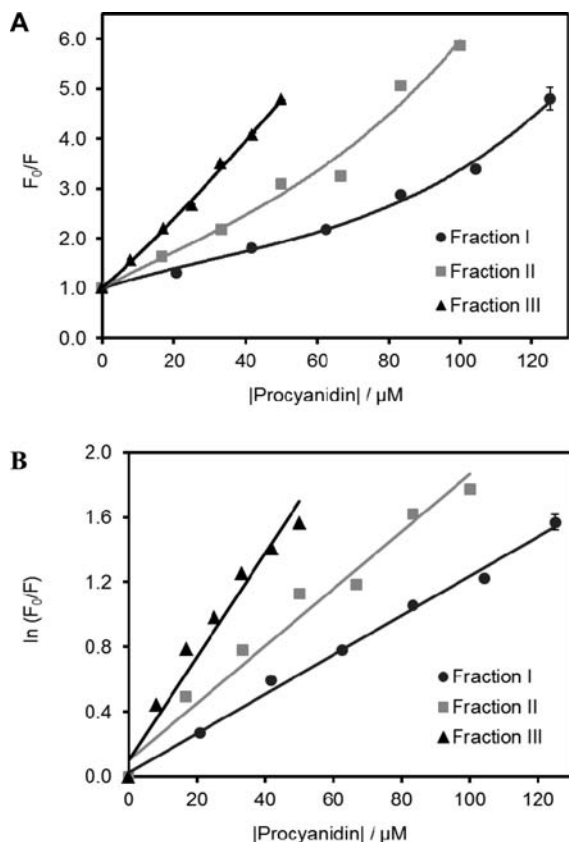 A
F₀/F
6.0
5.0
4.0
3.0
2.0
1.0
0.0
Fraction I
Fraction II
Fraction III
0 20 40 60 80 100 120
|Procyanidin| / µM
B
ln (F₀/F)
2.0
1.6
1.2
0.8
0.4
0.0
Fraction I
Fraction II
Fraction III
0 20 40 60 80 100 120
|Procyanidin| / µM